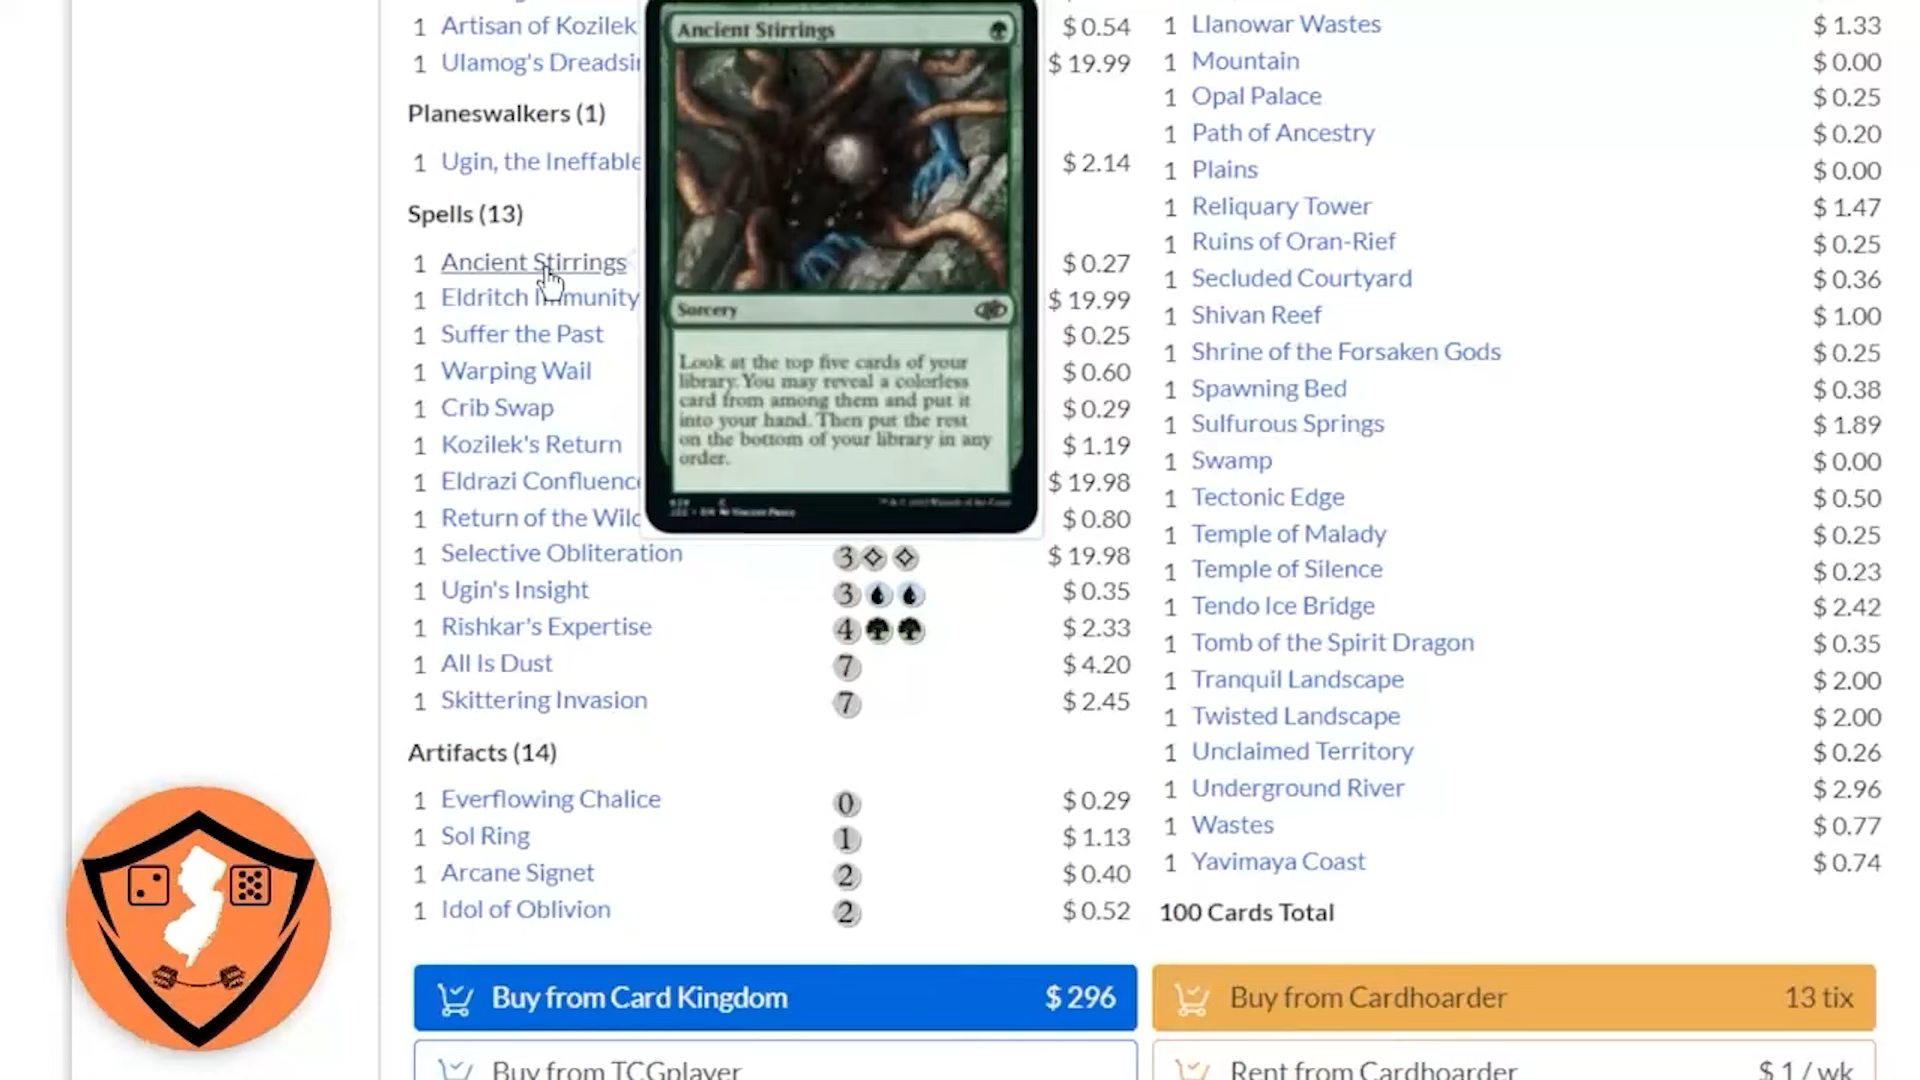 1 Artisan of Kozilek $ 0.54
1 Ulamog's Dreadsi $ 19.99
Planeswalkers (1)
1 Ugin, the Ineffable $ 2.14
Spells (13)
1 Ancient Stirrings $ 0.27
1 Eldritch Immunity $ 19.99
1 Suffer the Past $ 0.25
1 Warping Wail $ 0.60
1 Crib Swap $ 0.29
1 Kozilek's Return $ 1.19
1 Eldrazi Confluence $ 19.98
1 Return of the Wild $ 0.80
1 Selective Obliteration 3 $ 19.98
1 Ugin's Insight 3 $ 0.35
1 Rishkar's Expertise 4 $ 2.33
1 All Is Dust 7 $ 4.20
1 Skittering Invasion 7 $ 2.45
Artifacts (14)
1 Everflowing Chalice 0 $ 0.29
1 Sol Ring 1 $ 1.13
1 Arcane Signet 2 $ 0.40
1 Idol of Oblivion 2 $ 0.52
Ancient Stirrings
Sorcery
Look at the top five cards of your
library. You may reveal a colorless
card from among them and put it
into your hand. Then put the rest
on the bottom of your library in any
order.
1 Llanowar Wastes $ 1.33
1 Mountain $ 0.00
1 Opal Palace $ 0.25
1 Path of Ancestry $ 0.20
1 Plains $ 0.00
1 Reliquary Tower $ 1.47
1 Ruins of Oran-Rief $ 0.25
1 Secluded Courtyard $ 0.36
1 Shivan Reef $ 1.00
1 Shrine of the Forsaken Gods $ 0.25
1 Spawning Bed $ 0.38
1 Sulfurous Springs $ 1.89
1 Swamp $ 0.00
1 Tectonic Edge $ 0.50
1 Temple of Malady $ 0.25
1 Temple of Silence $ 0.23
1 Tendo Ice Bridge $ 2.42
1 Tomb of the Spirit Dragon $ 0.35
1 Tranquil Landscape $ 2.00
1 Twisted Landscape $ 2.00
1 Unclaimed Territory $ 0.26
1 Underground River $ 2.96
1 Wastes $ 0.77
1 Yavimaya Coast $ 0.74
100 Cards Total
Buy from Card Kingdom $ 296
Buy from Cardhoarder 13 tix
Buy from TCGplayer
Rent from Cardhoarder $ 1 / wk